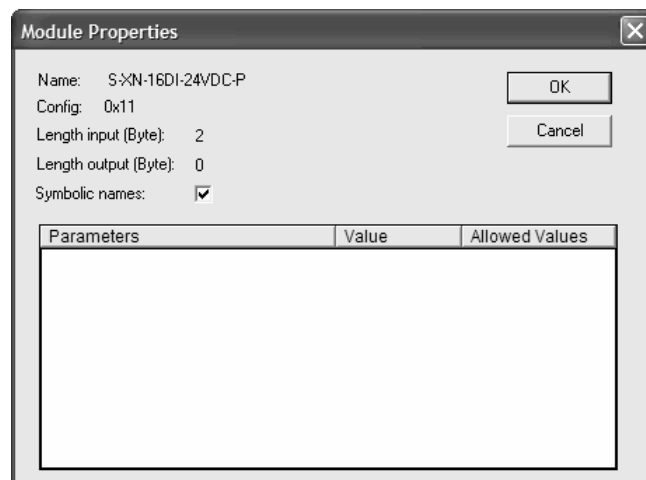 Module Properties
Name: S-XN-16DI-24VDC-P
OK
Config: 0x11
Length input (Byte): 2
Cancel
Length output (Byte): 0
Symbolic names:
Parameters Value Allowed Values